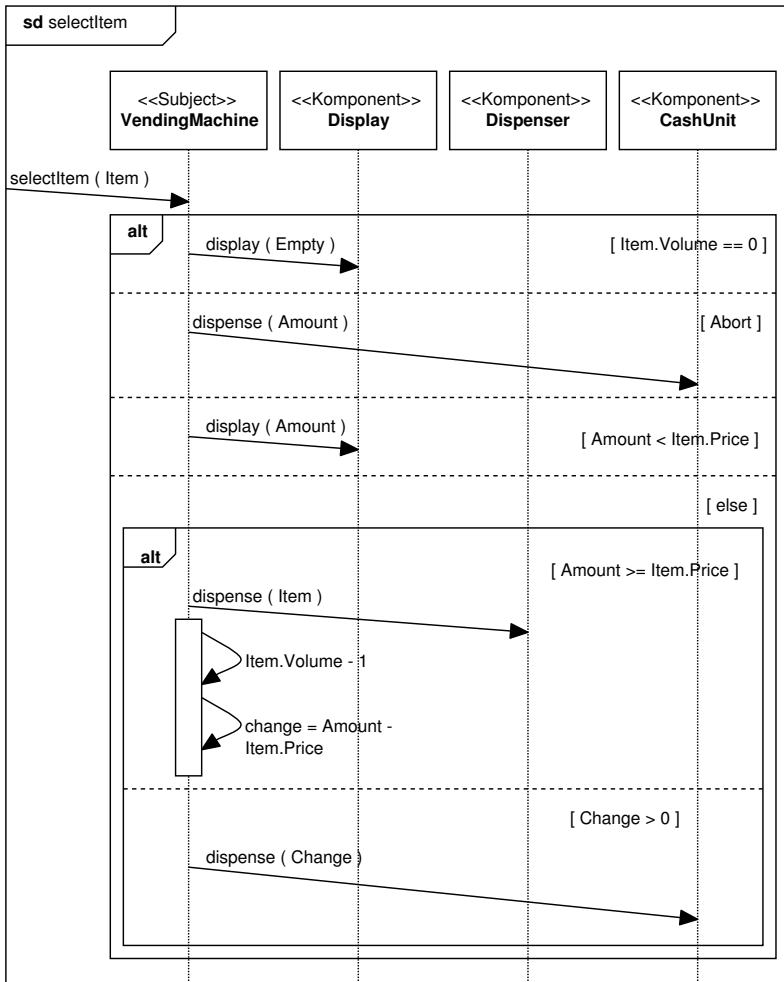 sd selectItem
<<Subject>>
VendingMachine
<<Komponent>>
Display
<<Komponent>>
Dispenser
<<Komponent>>
CashUnit
selectItem ( Item )
alt
display ( Empty )
[ Item.Volume == 0 ]
dispense ( Amount )
[ Abort ]
display ( Amount )
[ Amount < Item.Price ]
[ else ]
alt
[ Amount >= Item.Price ]
dispense ( Item )
Item.Volume - 1
change = Amount -
Item.Price
[ Change > 0 ]
dispense ( Change )